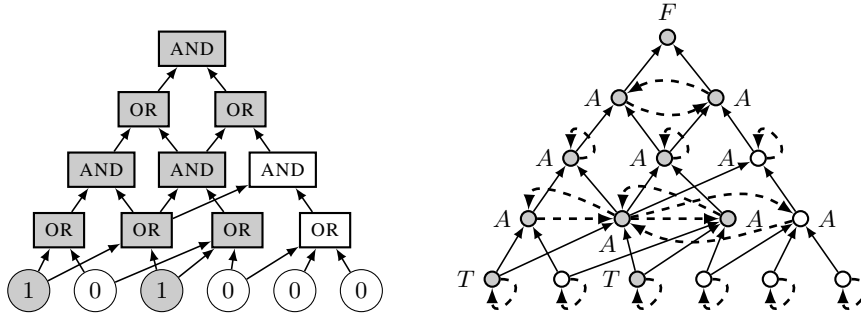 F
AND
OR OR
A A
AND AND AND
A A A
OR OR OR OR
A A A A
1 0 1 0 0 0
T T